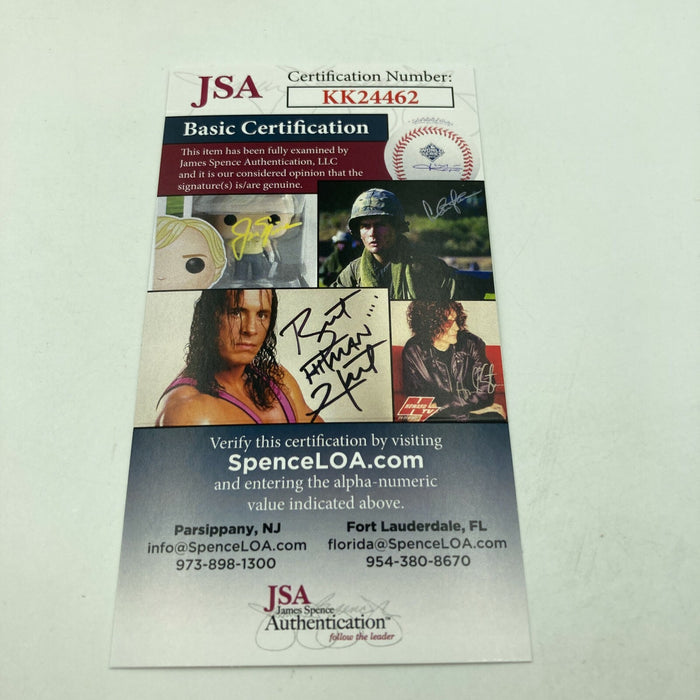 JSA
Certification Number:
KK24462
Basic Certification
This item has been fully examined by
James Spence Authentication, LLC
and it is our considered opinion that the
signature(s) is/are genuine.
Bret
HITMAN
Hart
HOWARD
TV
Verify this certification by visiting
SpenceLOA.com
and entering the alpha-numeric
value indicated above.
Parsippany, NJ
info@SpenceLOA.com
973-898-1300
Fort Lauderdale, FL
florida@SpenceLOA.com
954-380-8670
JSA
James Spence
Authentication™
follow the leader